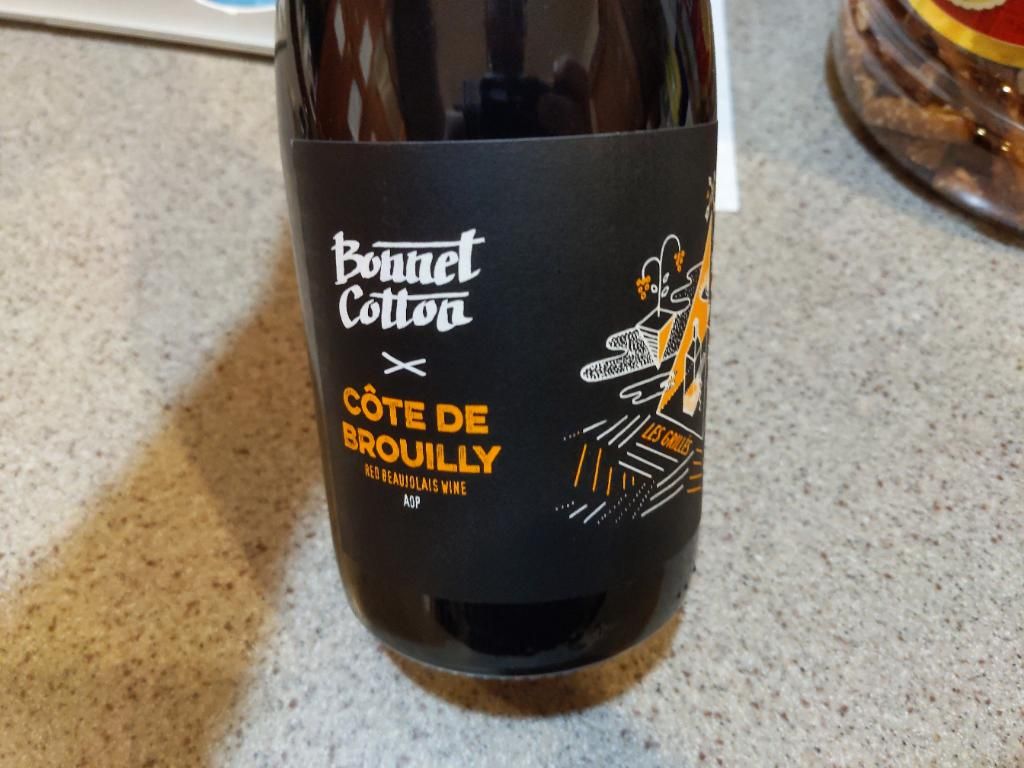 Bonnet
Cotton
CÔTE DE
BROUILLY
RED BEAUJOLAIS WINE
AOP
LES GRILLÉS